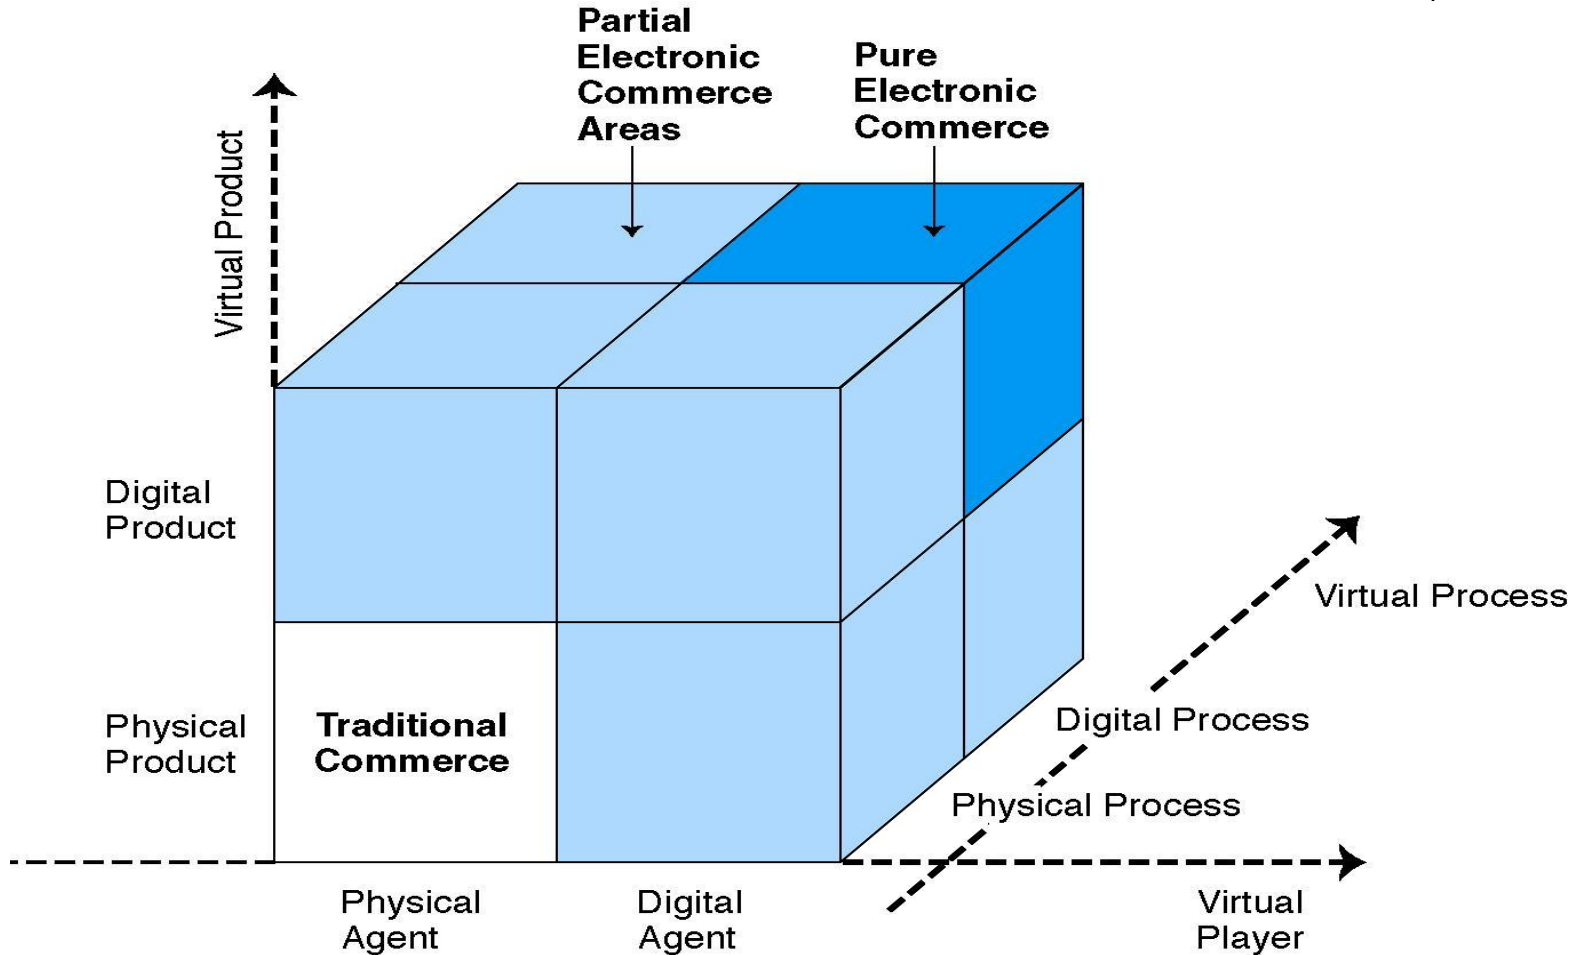 Partial
Electronic
Commerce
Areas
Pure
Electronic
Commerce
Virtual Product
Digital
Product
Physical
Product
Traditional
Commerce
Virtual Process
Digital Process
Physical Process
Physical
Agent
Digital
Agent
Virtual
Player